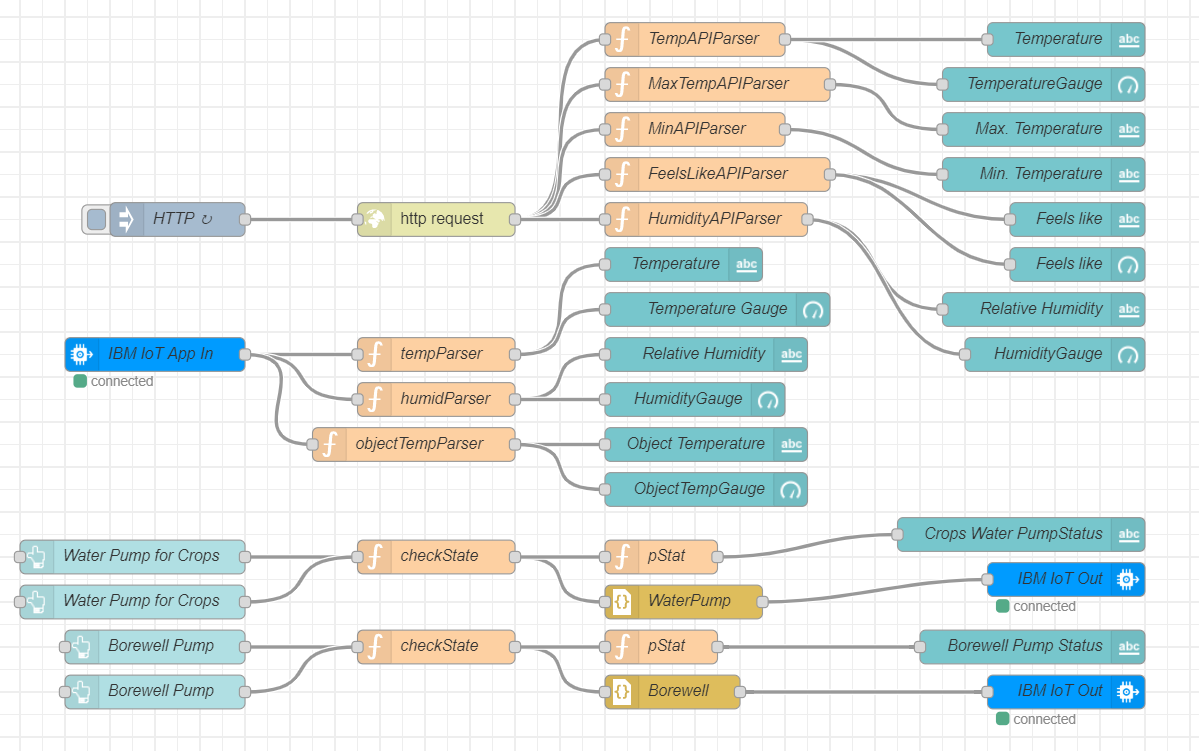 TempAPIParser
Temperature abc
MaxTempAPIParser
TemperatureGauge
MinAPIParser
Max. Temperature abc
FeelsLikeAPIParser
Min. Temperature abc
HTTP ↻
http request
HumidityAPIParser
Feels like abc
Temperature abc
Feels like
Temperature Gauge
Relative Humidity abc
IBM IoT App In
connected
tempParser
Relative Humidity abc
HumidityGauge
humidParser
HumidityGauge
objectTempParser
Object Temperature abc
ObjectTempGauge
Crops Water PumpStatus abc
Water Pump for Crops
checkState
pStat
IBM IoT Out
connected
Water Pump for Crops
{} WaterPump
Borewell Pump
checkState
pStat
Borewell Pump Status abc
Borewell Pump
{} Borewell
IBM IoT Out
connected